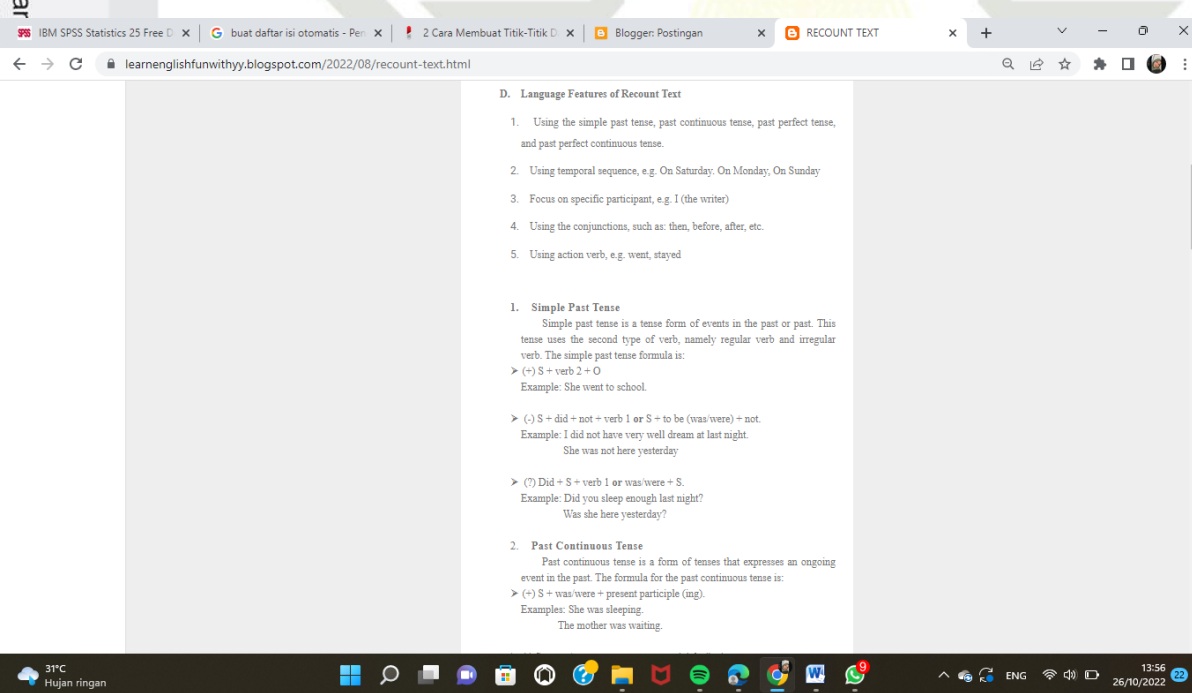 ar
IBM SPSS Statistics 25 Free D
buat daftar isi otomatis - Pen
2 Cara Membuat Titik-Titik D
Blogger: Postingan
RECOUNT TEXT
learnenglishfunwithyy.blogspot.com/2022/08/recount-text.html
D. Language Features of Recount Text
1. Using the simple past tense, past continuous tense, past perfect tense,
and past perfect continuous tense.
2. Using temporal sequence, e.g. On Saturday. On Monday, On Sunday
3. Focus on specific participant, e.g. I (the writer)
4. Using the conjunctions, such as: then, before, after, etc.
5. Using action verb, e.g. went, stayed
1. Simple Past Tense
Simple past tense is a tense form of events in the past or past. This
tense uses the second type of verb, namely regular verb and irregular
verb. The simple past tense formula is:
➤ (+) S + verb 2 + O
Example: She went to school.
➤ (-) S + did + not + verb 1 or S + to be (was/were) + not.
Example: I did not have very well dream at last night.
She was not here yesterday
➤ (?) Did + S + verb 1 or was/were + S.
Example: Did you sleep enough last night?
Was she here yesterday?
2. Past Continuous Tense
Past continuous tense is a form of tenses that expresses an ongoing
event in the past. The formula for the past continuous tense is:
➤ (+) S + was/were + present participle (ing).
Examples: She was sleeping.
The mother was waiting.
31°C
Hujan ringan
9
ENG
13:56
26/10/2022
22